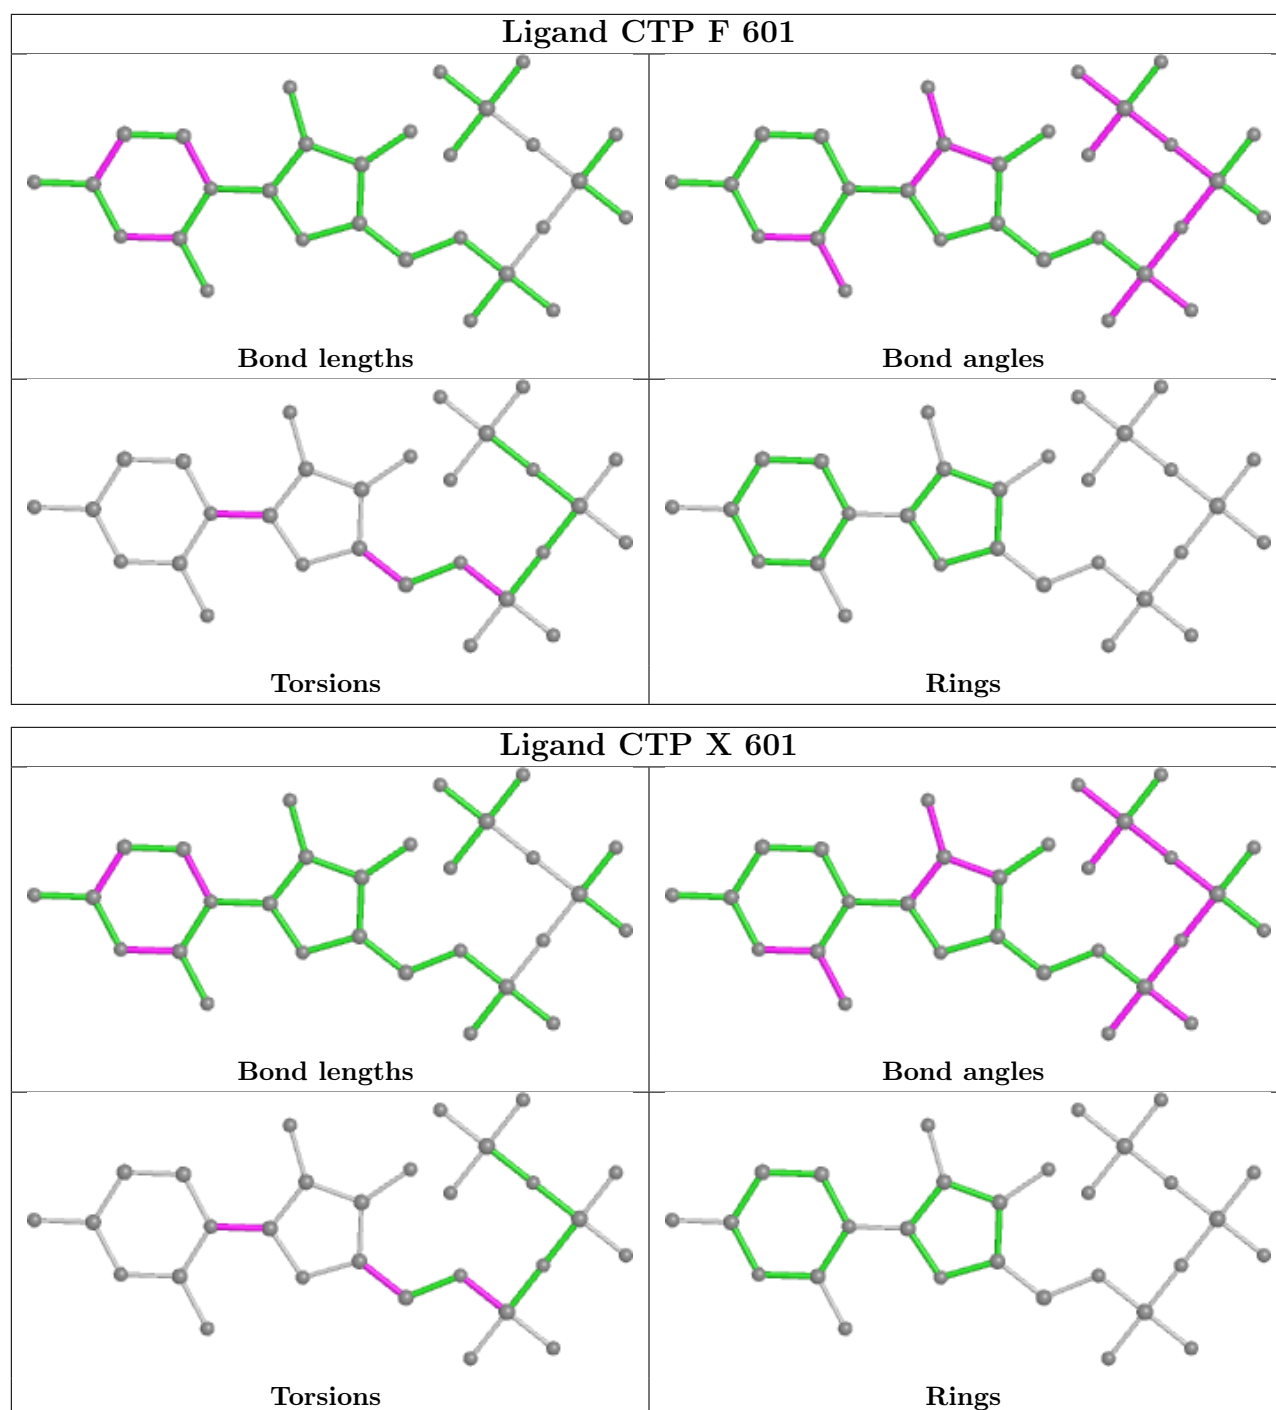 Ligand CTP F 601
Bond lengths
Bond angles
Torsions
Rings
Ligand CTP X 601
Bond lengths
Bond angles
Torsions
Rings